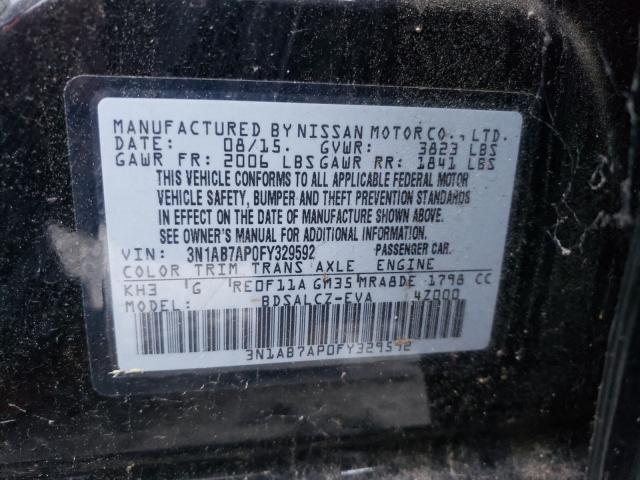 MANUFACTURED BY NISSAN MOTOR CO., LTD.
DATE: 08/15. GVWR: 3823 LBS
GAWR FR: 2006 LBS GAWR RR: 1841 LBS
THIS VEHICLE CONFORMS TO ALL APPLICABLE FEDERAL MOTOR
VEHICLE SAFETY, BUMPER AND THEFT PREVENTION STANDARDS
IN EFFECT ON THE DATE OF MANUFACTURE SHOWN ABOVE.
SEE OWNER'S MANUAL FOR ADDITIONAL INFORMATION.
VIN: 3N1AB7AP0FY329592 PASSENGER CAR.
COLOR TRIM TRANS AXLE ENGINE
KH3 G RE0F11A GM35 MRA8DE 1798 CC
MODEL: BDSALCZ-EVA 4Z000
3N1AB7AP0FY329592